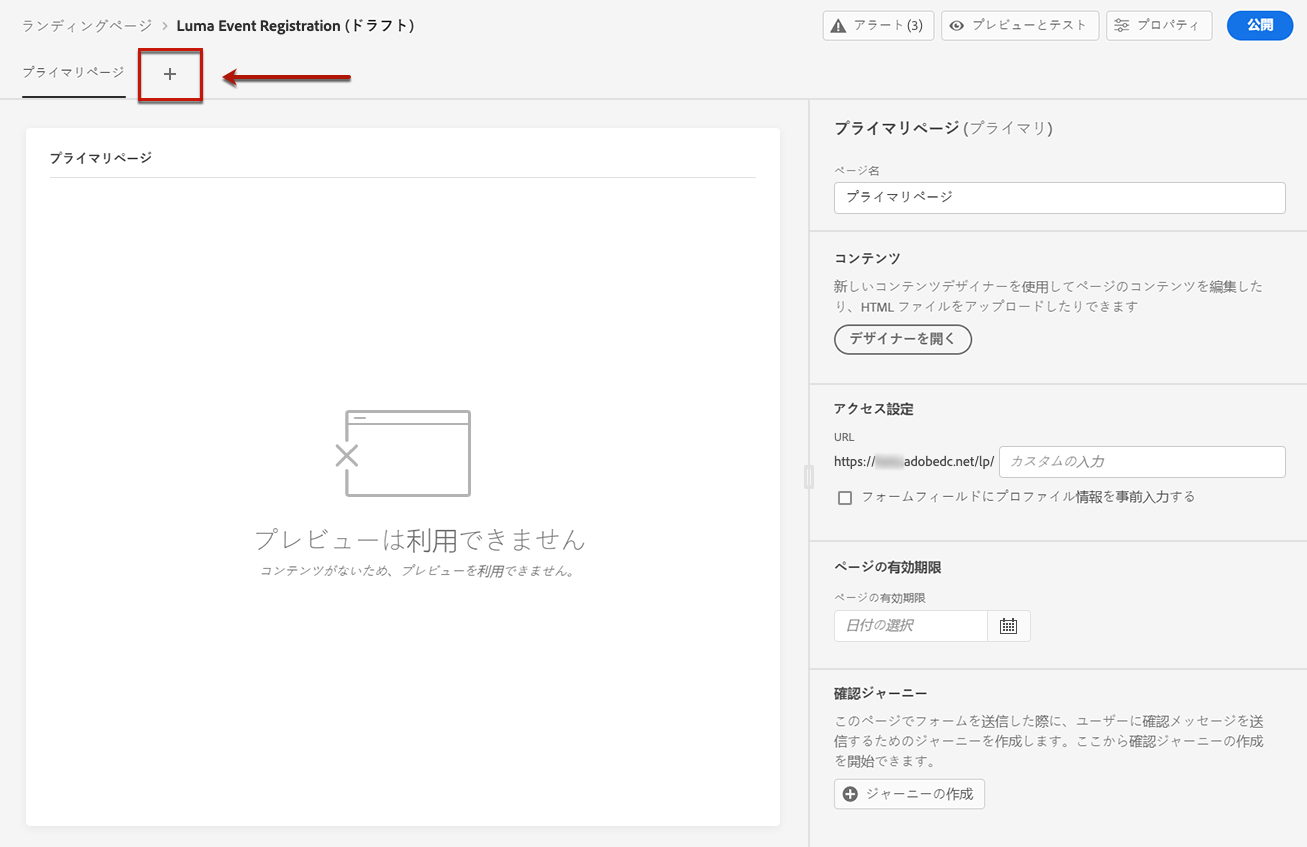 ランディングページ > Luma Event Registration (ドラフト)
アラート (3)
プレビューとテスト
プロパティ
公開
プライマリページ
+
プライマリページ
プレビューは利用できません
コンテンツがないため、プレビューを利用できません。
プライマリページ (プライマリ)
ページ名
プライマリページ
コンテンツ
新しいコンテンツデザイナーを使用してページのコンテンツを編集した
り、HTML ファイルをアップロードしたりできます
デザイナーを開く
アクセス設定
URL
https:// adobedc.net/lp/ カスタムの入力
フォームフィールドにプロファイル情報を事前入力する
ページの有効期限
ページの有効期限
日付の選択
確認ジャーニー
このページでフォームを送信した際に、ユーザーに確認メッセージを送
信するためのジャーニーを作成します。ここから確認ジャーニーの作成
を開始できます。
ジャーニーの作成